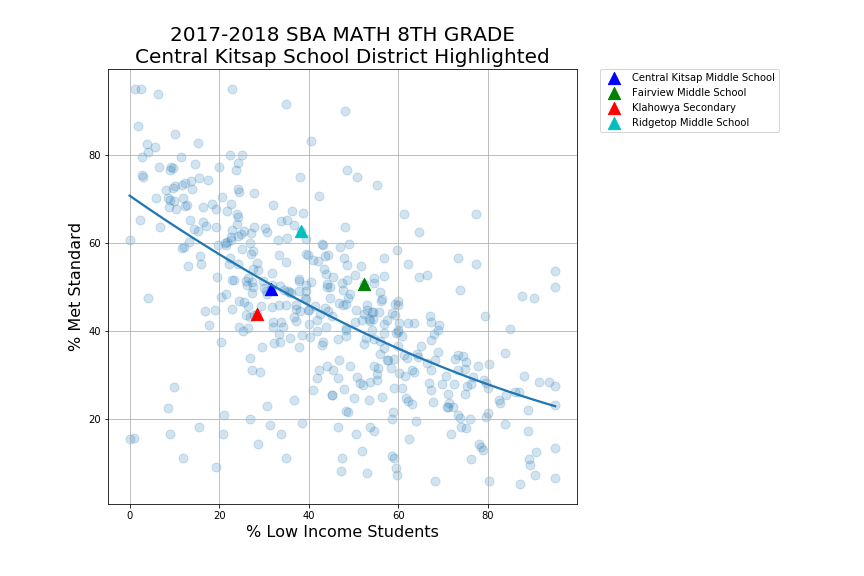 2017-2018 SBA MATH 8TH GRADE
Central Kitsap School District Highlighted
Central Kitsap Middle School
Fairview Middle School
Klahowya Secondary
Ridgetop Middle School
% Met Standard
80
60
40
20
0
20
40
60
80
% Low Income Students